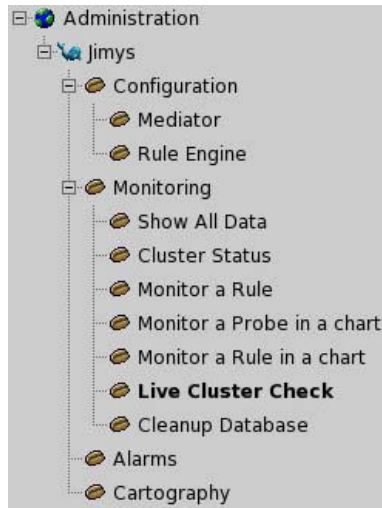 Administration
Jimys
Configuration
Mediator
Rule Engine
Monitoring
Show All Data
Cluster Status
Monitor a Rule
Monitor a Probe in a chart
Monitor a Rule in a chart
Live Cluster Check
Cleanup Database
Alarms
Cartography